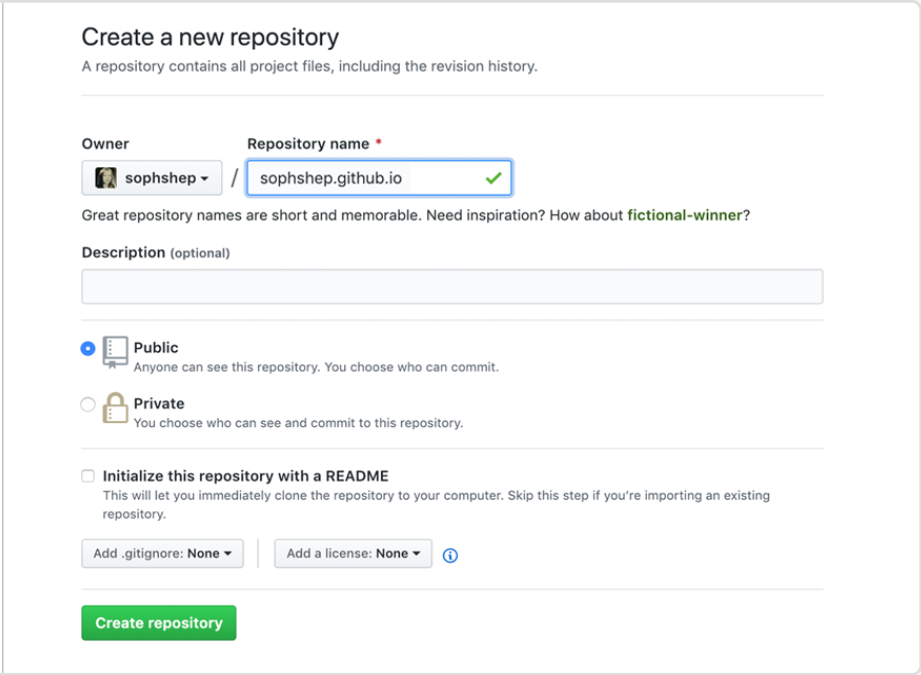 Create a new repository
A repository contains all project files, including the revision history.
Owner
Repository name *
sophshep
/
sophshep.github.io
Great repository names are short and memorable. Need inspiration? How about fictional-winner?
Description (optional)
Public
Anyone can see this repository. You choose who can commit.
Private
You choose who can see and commit to this repository.
Initialize this repository with a README
This will let you immediately clone the repository to your computer. Skip this step if you’re importing an existing
repository.
Add .gitignore: None
Add a license: None
Create repository